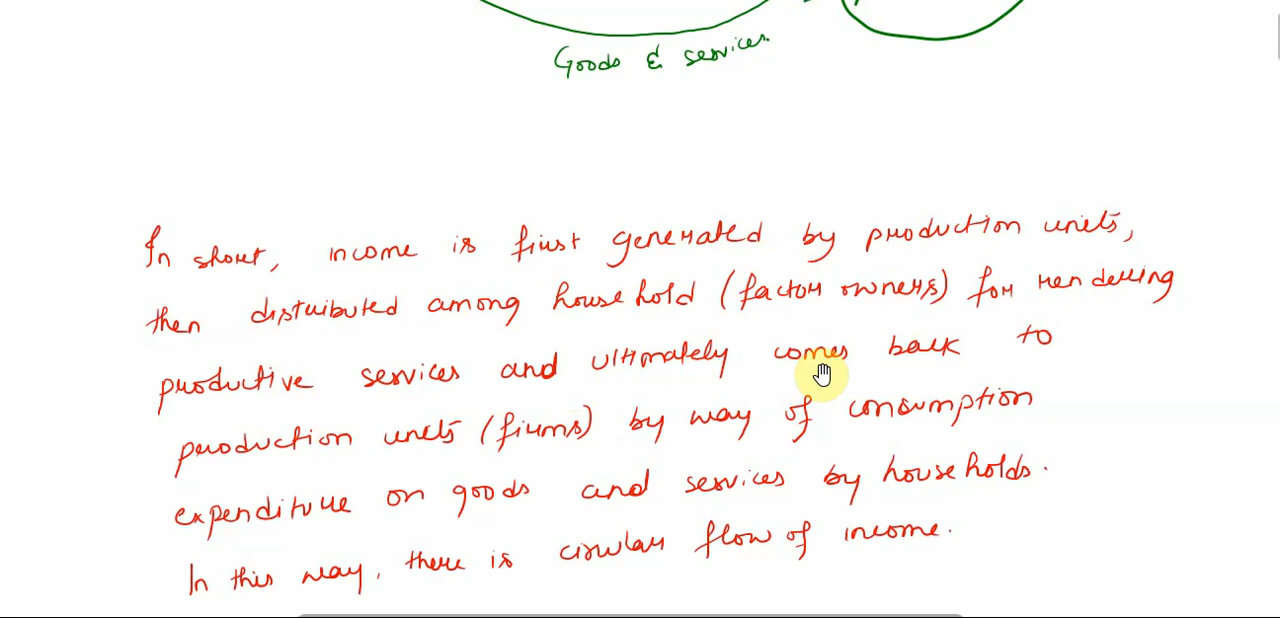 Goods & services
In short, income is first generated by production units,
then distributed among household (factor owners) for rendering
productive services and ultimately comes back to
production units (firms) by way of consumption
expenditure on goods and services by households.
In this way, there is circular flow of income.